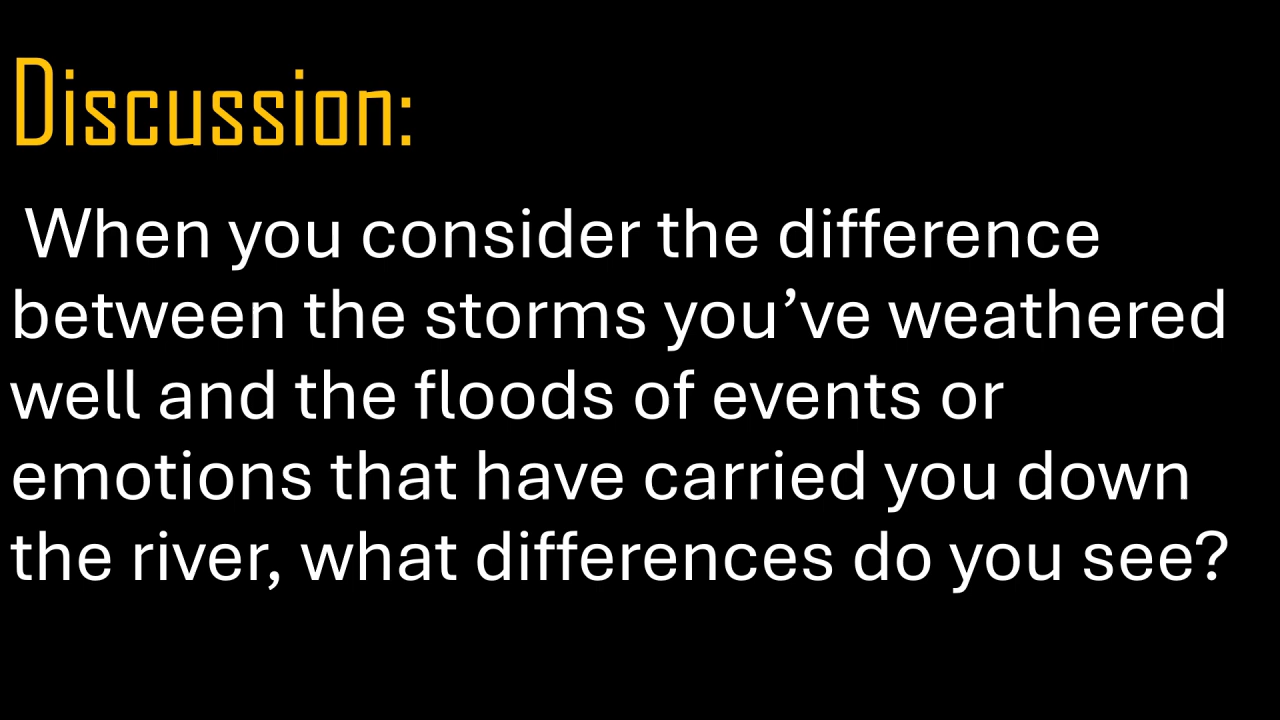 Discussion:
When you consider the difference
between the storms you’ve weathered
well and the floods of events or
emotions that have carried you down
the river, what differences do you see?